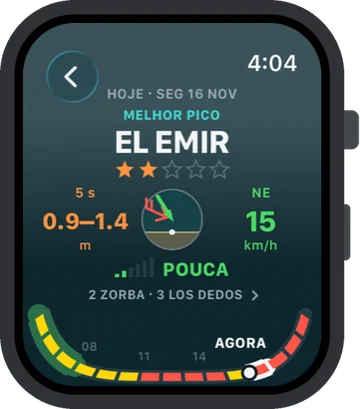 4:04
HOJE · SEG 16 NOV
MELHOR PICO
EL EMIR
5 s
0.9–1.4
m
NE
15
km/h
POUCA
2 ZORBA · 3 LOS DEDOS
AGORA
08
11
14